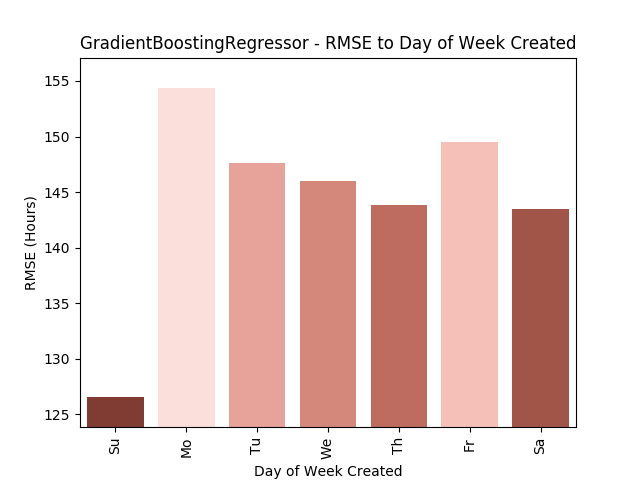 GradientBoostingRegressor - RMSE to Day of Week Created
155
150
145
140
135
130
125
RMSE (Hours)
Su
Mo
Tu
We
Th
Fr
Sa
Day of Week Created